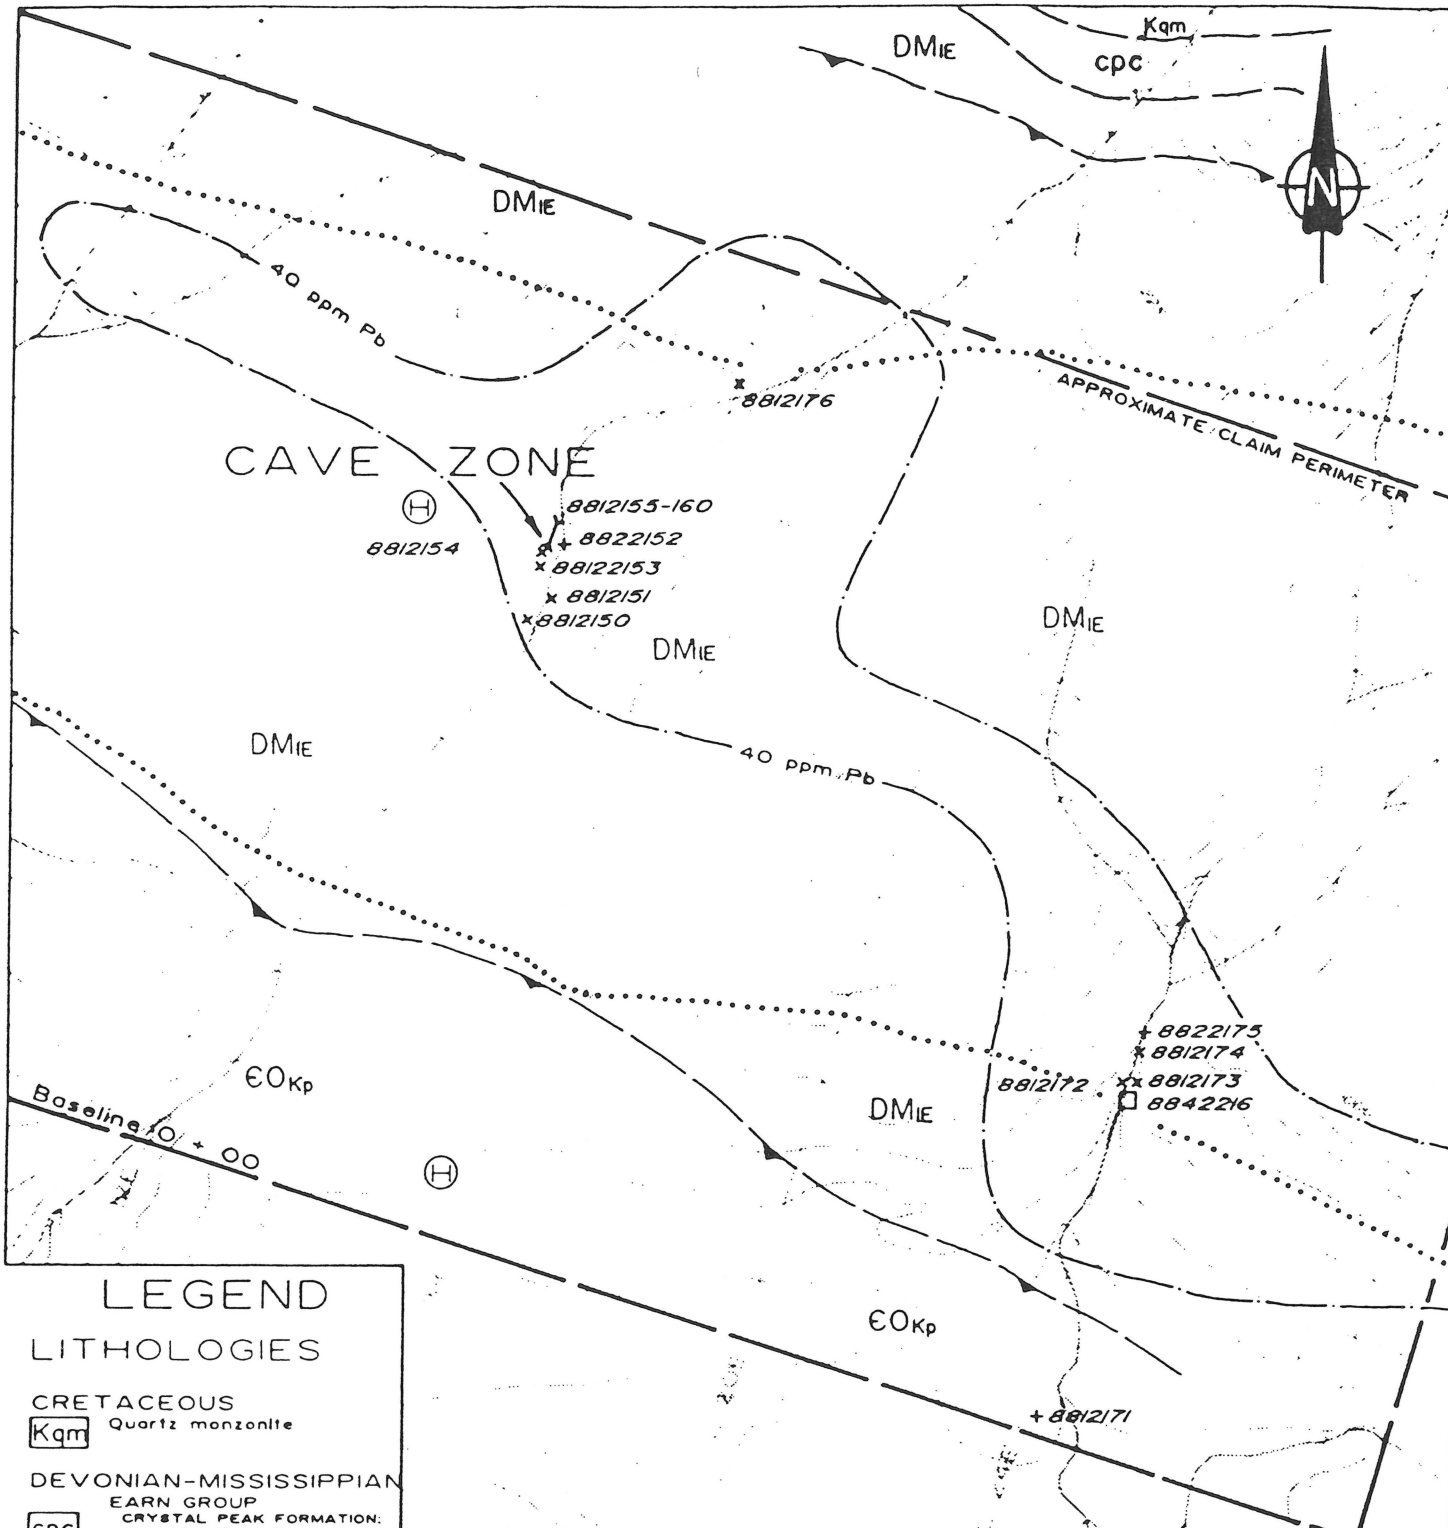 Kqm
DMIE
cpc
N
DMIE
40 ppm Pb
8812176
APPROXIMATE CLAIM PERIMETER
CAVE ZONE
H
8812154
8812155-160
8822152
88122153
8812151
8812150
DMIE
DMIE
DMIE
40 ppm Pb
8822175
8812174
8812172
8812173
8842216
DMIE
ЄOKp
Baseline O + OO
H
ЄOKp
8812171
LEGEND
LITHOLOGIES
CRETACEOUS
Kqm Quartz monzonite
DEVONIAN-MISSISSIPPIAN
EARN GROUP
CRYSTAL PEAK FORMATION:
cpc